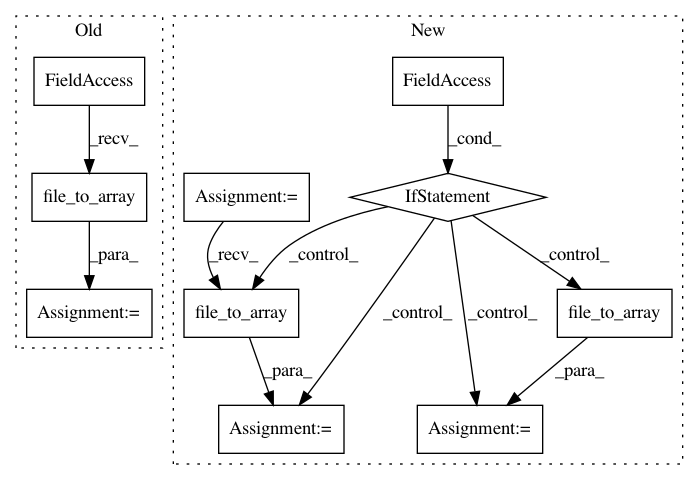 Old
New
FieldAccess
FieldAccess
_recv_
_cond_
file_to_array
Assignment:=
IfStatement
_para_
_recv_
_control_
_control_
Assignment:=
file_to_array
_control_
_control_
file_to_array
_para_
_para_
Assignment:=
Assignment:=